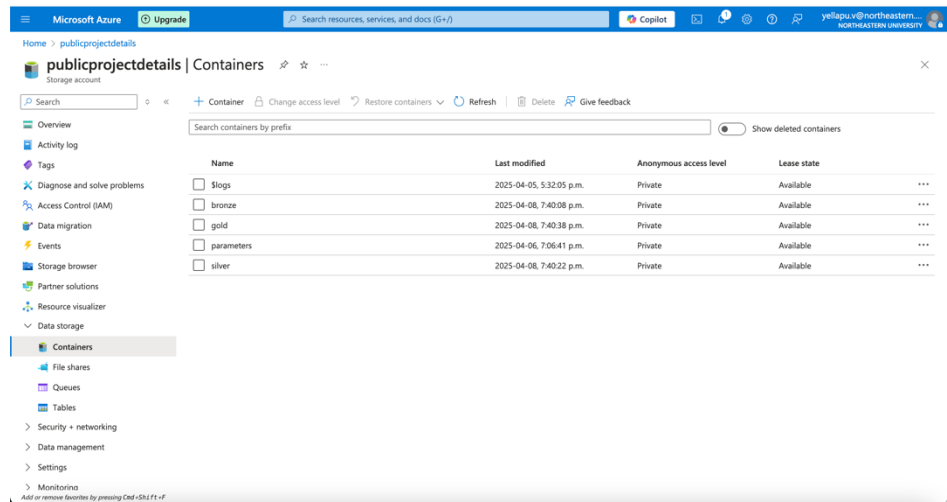 Microsoft Azure
Upgrade
Search resources, services, and docs (G+/)
Copilot
1
yellapu.v@northeastern....
NORTHEASTERN UNIVERSITY
Home > publicprojectdetails
publicprojectdetails | Containers
Storage account
Search
Container
Change access level
Restore containers
Refresh
Delete
Give feedback
Overview
Activity log
Tags
Diagnose and solve problems
Access Control (IAM)
Data migration
Events
Storage browser
Partner solutions
Resource visualizer
Data storage
Containers
File shares
Queues
Tables
Security + networking
Data management
Settings
Monitoring
Add or remove favorites by pressing Cmd+Shift+F
Search containers by prefix
Show deleted containers
Name Last modified Anonymous access level Lease state
$logs 2025-04-05, 5:32:05 p.m. Private Available
bronze 2025-04-08, 7:40:08 p.m. Private Available
gold 2025-04-08, 7:40:38 p.m. Private Available
parameters 2025-04-06, 7:06:41 p.m. Private Available
silver 2025-04-08, 7:40:22 p.m. Private Available